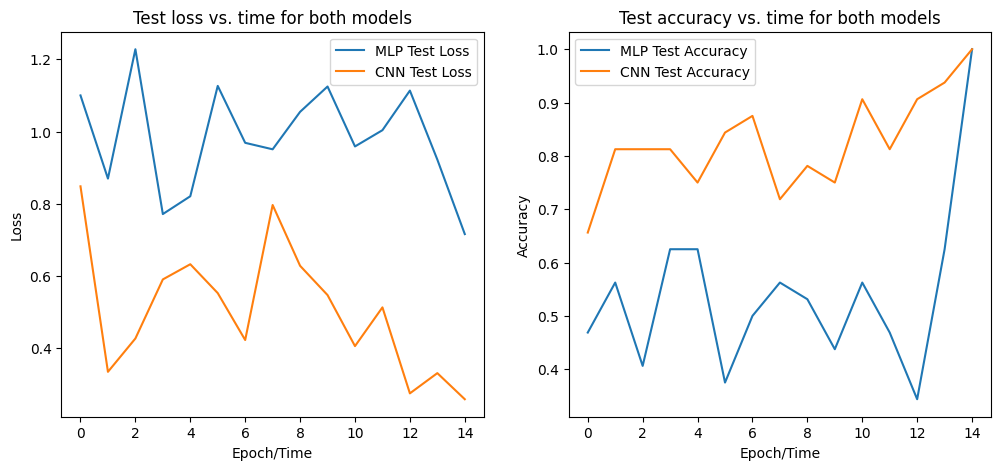 Test loss vs. time for both models
MLP Test Loss
CNN Test Loss
Loss
1.2
1.0
0.8
0.6
0.4
0 2 4 6 8 10 12 14
Epoch/Time
Test accuracy vs. time for both models
MLP Test Accuracy
CNN Test Accuracy
Accuracy
1.0
0.9
0.8
0.7
0.6
0.5
0.4
0 2 4 6 8 10 12 14
Epoch/Time